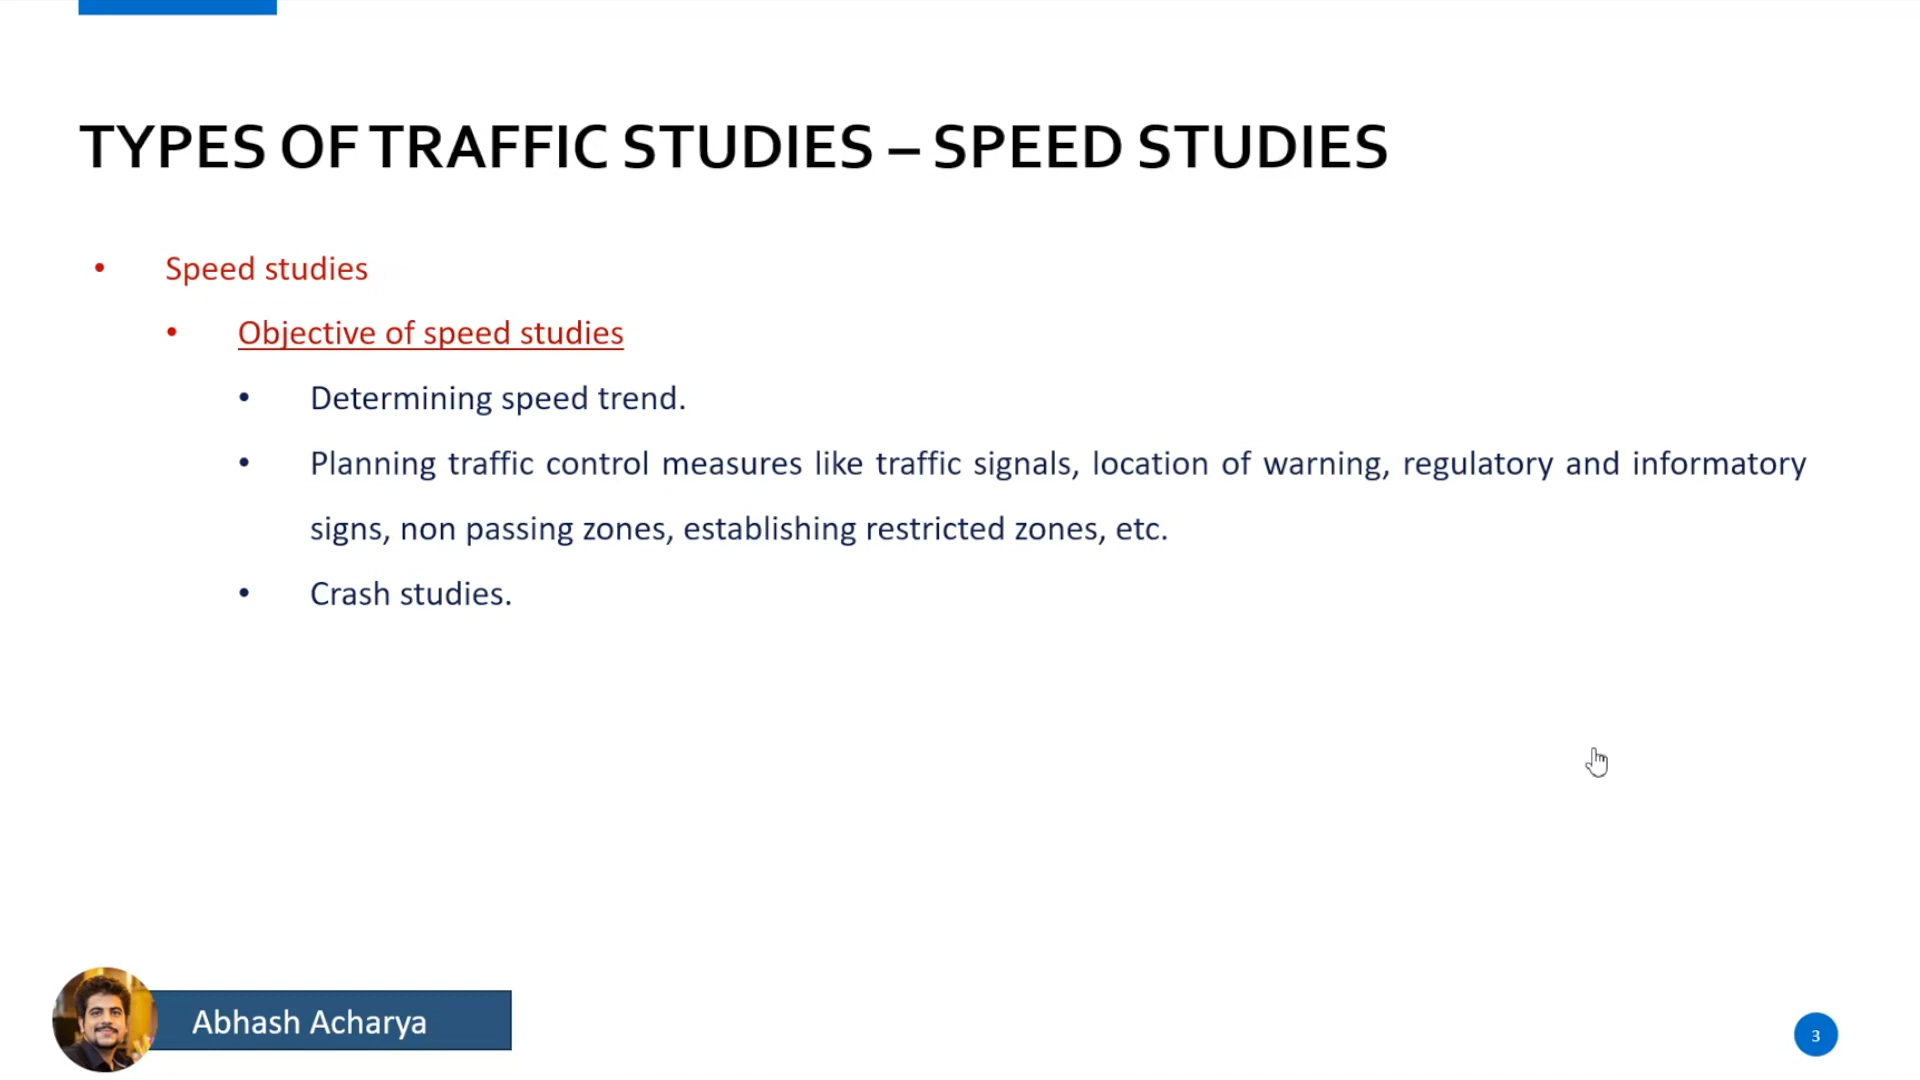 TYPES OF TRAFFIC STUDIES – SPEED STUDIES
• Speed studies
• Objective of speed studies
• Determining speed trend.
• Planning traffic control measures like traffic signals, location of warning, regulatory and informatory
signs, non passing zones, establishing restricted zones, etc.
• Crash studies.
Abhash Acharya
3